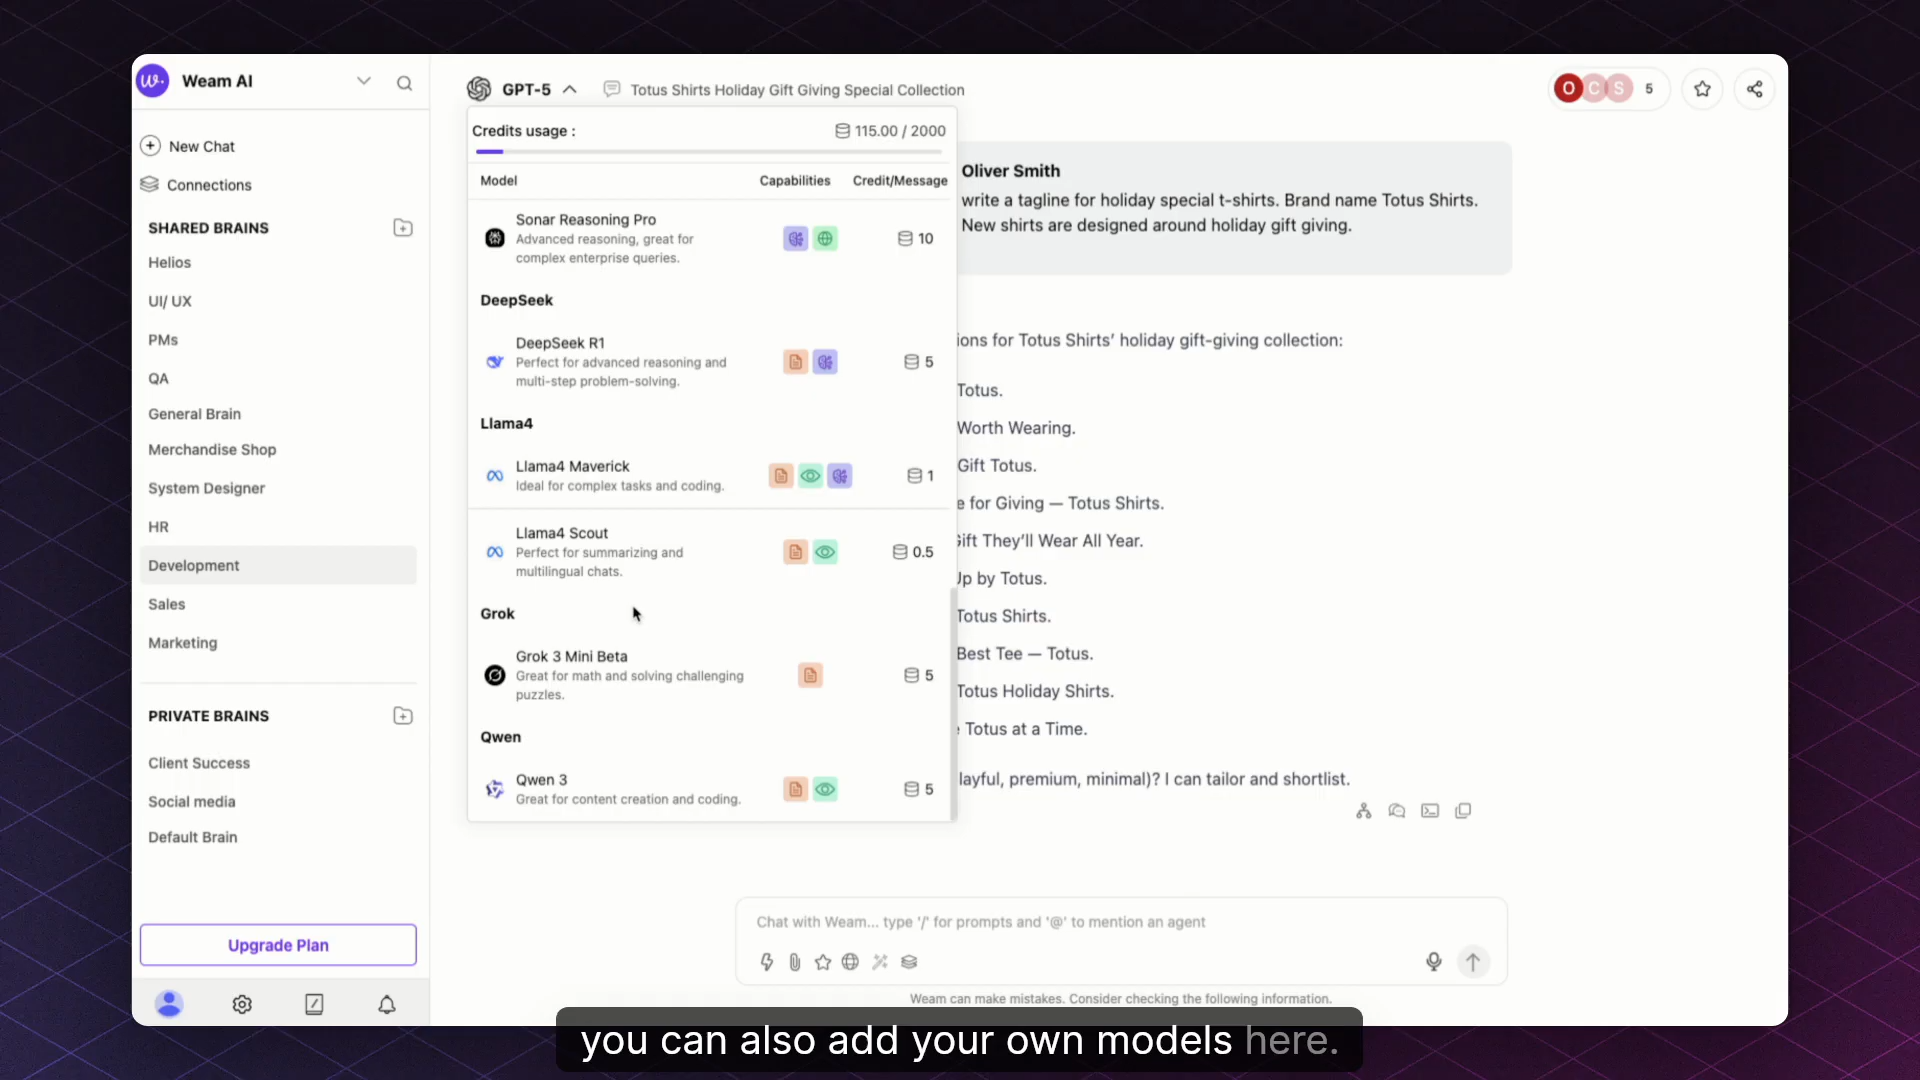 Weam AI
New Chat
Connections
SHARED BRAINS
Helios
UI/ UX
PMs
QA
General Brain
Merchandise Shop
System Designer
HR
Development
Sales
Marketing
PRIVATE BRAINS
Client Success
Social media
Default Brain
Upgrade Plan
GPT-5
Totus Shirts Holiday Gift Giving Special Collection
O C S 5
Credits usage :
115.00 / 2000
Model Capabilities Credit/Message
Sonar Reasoning Pro
Advanced reasoning, great for
complex enterprise queries.
10
DeepSeek
DeepSeek R1
Perfect for advanced reasoning and
multi-step problem-solving.
5
Llama4
Llama4 Maverick
Ideal for complex tasks and coding.
1
Llama4 Scout
Perfect for summarizing and
multilingual chats.
0.5
Grok
Grok 3 Mini Beta
Great for math and solving challenging
puzzles.
5
Qwen
Qwen 3
Great for content creation and coding.
5
Oliver Smith
write a tagline for holiday special t-shirts. Brand name Totus Shirts.
New shirts are designed around holiday gift giving.
ions for Totus Shirts’ holiday gift-giving collection:
Totus.
Worth Wearing.
Gift Totus.
e for Giving — Totus Shirts.
Gift They’ll Wear All Year.
Up by Totus.
Totus Shirts.
Best Tee — Totus.
Totus Holiday Shirts.
Totus at a Time.
layful, premium, minimal)? I can tailor and shortlist.
Chat with Weam... type '/' for prompts and '@' to mention an agent
Weam can make mistakes. Consider checking the following information.
you can also add your own models here.